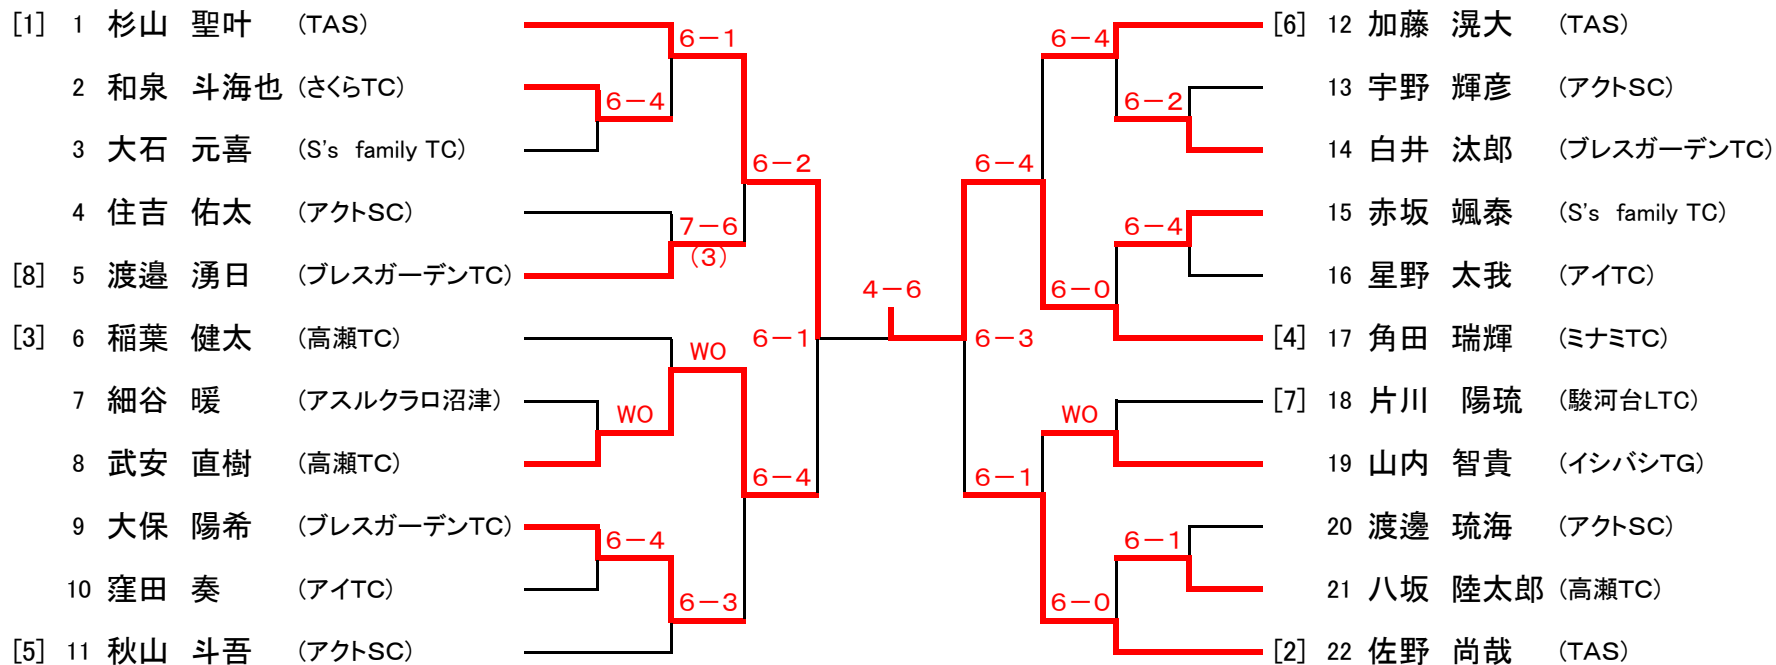 [1] 1 杉山 聖叶 (TAS)
2 和泉 斗海也 (さくらTC)
3 大石 元喜 (S's family TC)
4 住吉 佑太 (アクトSC)
[8] 5 渡邉 湧日 (ブレスガーデンTC)
[3] 6 稲葉 健太 (高瀬TC)
7 細谷 暖 (アスルクラロ沼津)
8 武安 直樹 (高瀬TC)
9 大保 陽希 (ブレスガーデンTC)
10 窪田 奏 (アイTC)
[5] 11 秋山 斗吾 (アクトSC)
6-4
WO
6-4
6-1
7-6
(3)
WO
6-3
6-2
6-4
6-1
4-6
6-3
6-4
6-1
6-4
6-0
WO
6-0
6-2
6-4
6-1
[6] 12 加藤 滉大 (TAS)
13 宇野 輝彦 (アクトSC)
14 白井 汰郎 (ブレスガーデンTC)
15 赤坂 颯泰 (S's family TC)
16 星野 太我 (アイTC)
[4] 17 角田 瑞輝 (ミナミTC)
[7] 18 片川 陽琉 (駿河台LTC)
19 山内 智貴 (イシバシTG)
20 渡邊 琉海 (アクトSC)
21 八坂 陸太郎 (高瀬TC)
[2] 22 佐野 尚哉 (TAS)